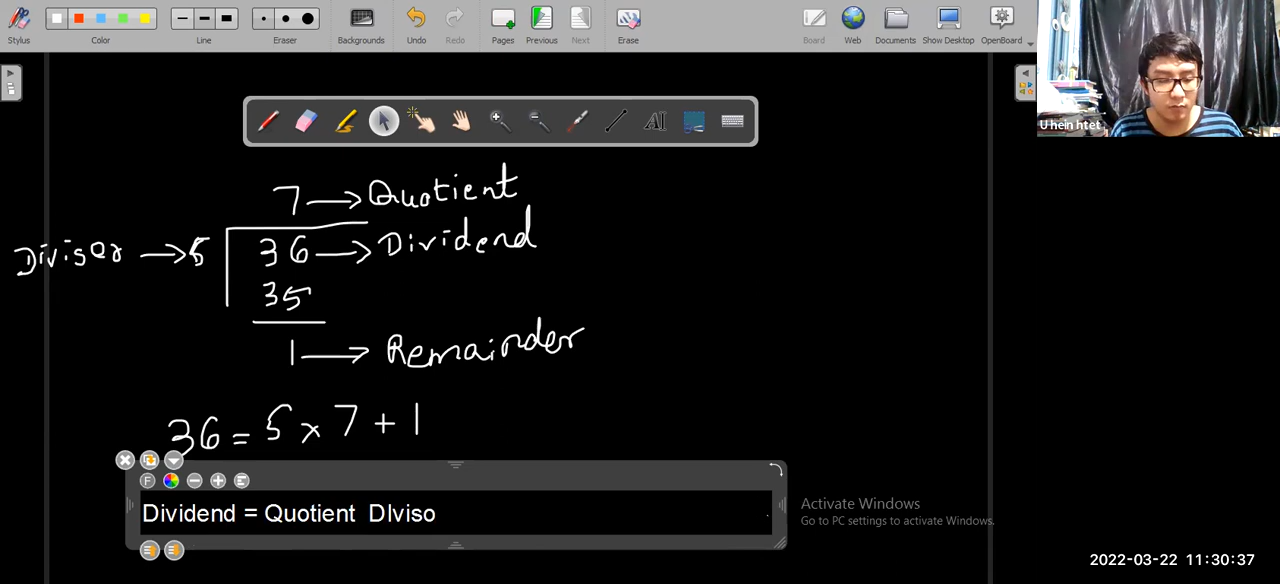 Stylus Color Line Eraser Backgrounds Undo Redo Pages Previous Next Erase Board Web Documents Show Desktop OpenBoard
U hein htet
7 → Quotient
Diviser → 5 36 → Dividend
35
1 → Remainder
36 = 5 × 7 + 1
Dividend = Quotient DIviso
Activate Windows
Go to PC settings to activate Windows.
2022-03-22 11:30:37